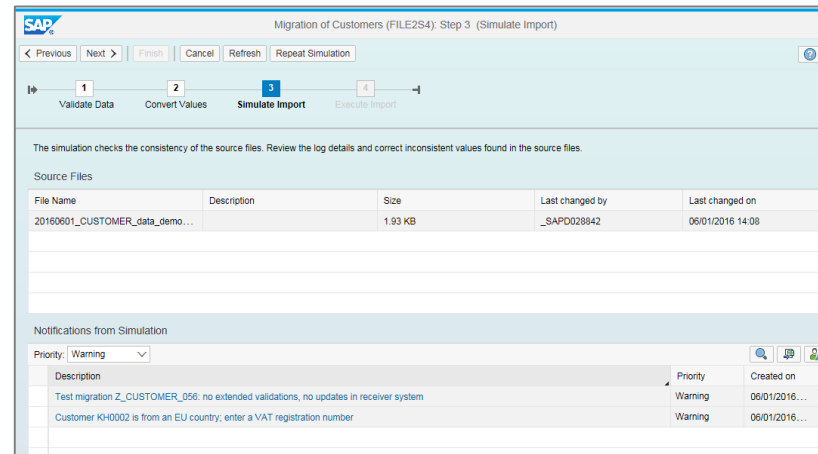 SAP
Migration of Customers (FILE2S4): Step 3 (Simulate Import)
Previous Next Finish Cancel Refresh Repeat Simulation
1 2 3 4
Validate Data Convert Values Simulate Import Execute Import
The simulation checks the consistency of the source files. Review the log details and correct inconsistent values found in the source files.
Source Files
File Name Description Size Last changed by Last changed on
20160601_CUSTOMER_data_demo... 1.93 KB _SAPD028842 06/01/2016 14:08
Notifications from Simulation
Priority: Warning
Description Priority Created on
Test migration Z_CUSTOMER_056: no extended validations, no updates in receiver system Warning 06/01/2016...
Customer KH0002 is from an EU country; enter a VAT registration number Warning 06/01/2016...